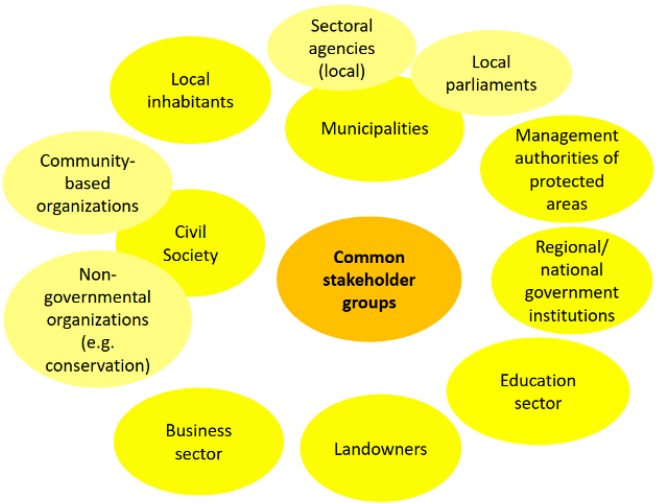 Sectoral
agencies
(local)
Local
parliaments
Local
inhabitants
Municipalities
Management
authorities of
protected
areas
Community-
based
organizations
Civil
Society
Common
stakeholder
groups
Regional/
national
government
institutions
Non-
governmental
organizations
(e.g.
conservation)
Education
sector
Business
sector
Landowners